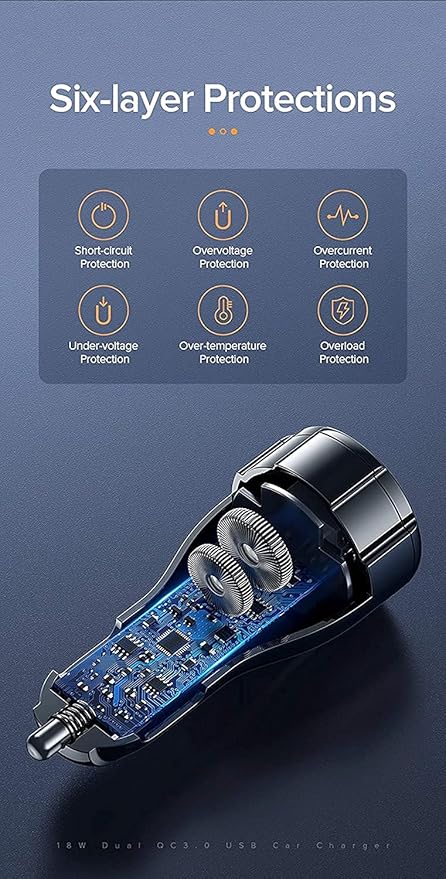 Six-layer Protections
Short-circuit
Protection
Overvoltage
Protection
Overcurrent
Protection
Under-voltage
Protection
Over-temperature
Protection
Overload
Protection
18W Dual QC3.0 USB Car Charger